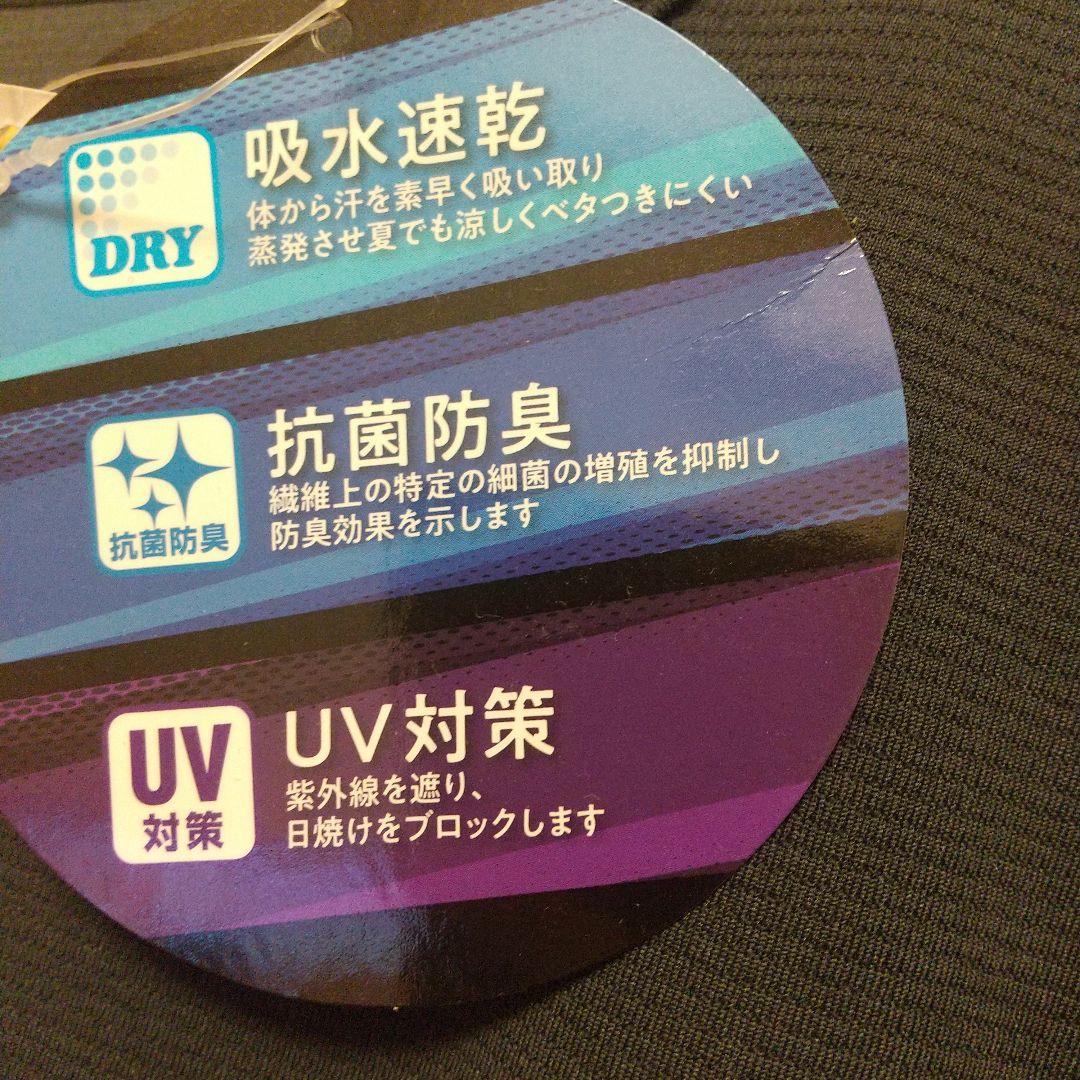 DRY
吸水速乾
体から汗を素早く吸い取り
蒸発させ夏でも涼しくベタつきにくい
抗菌防臭
抗菌防臭
繊維上の特定の細菌の増殖を抑制し
防臭効果を示します
UV
対策
UV対策
紫外線を遮り、
日焼けをブロックします